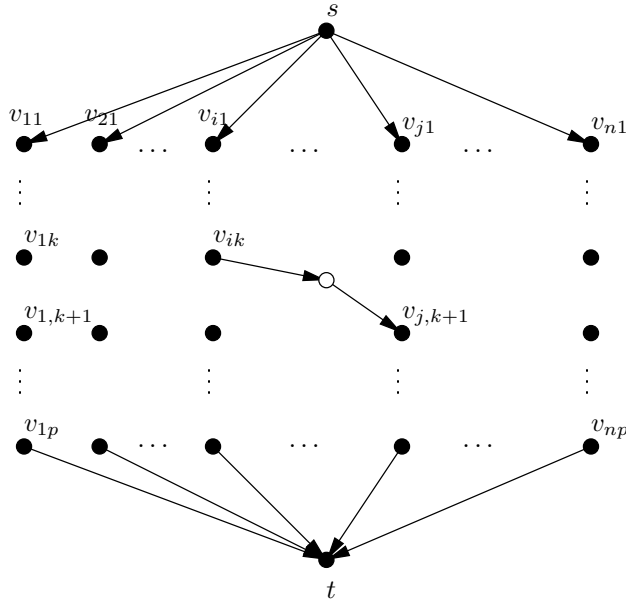 s
v₁₁ v₂₁ vᵢ₁ vⱼ₁ vₙ₁
... ... ...
⋮ ⋮ ⋮ ⋮
v₁ₖ vᵢₖ
v₁,ₖ₊₁ vⱼ,ₖ₊₁
⋮ ⋮ ⋮ ⋮
v₁ₚ vₙₚ
... ... ...
t